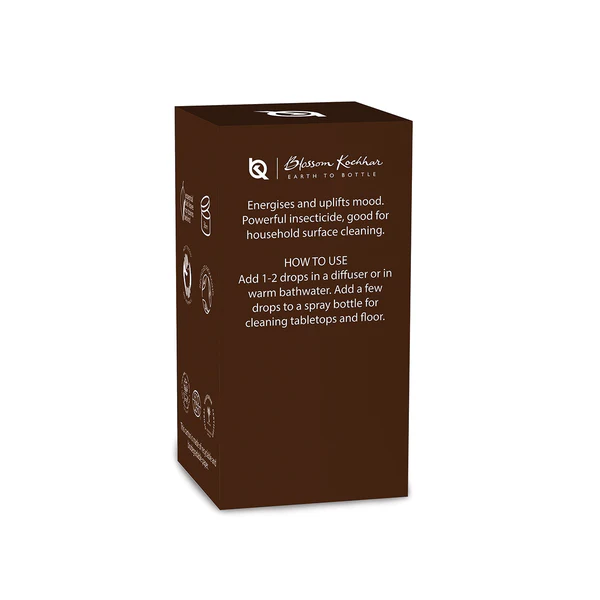 Blossom Kochhar
EARTH TO BOTTLE
Energises and uplifts mood.
Powerful insecticide, good for
household surface cleaning.
HOW TO USE
Add 1-2 drops in a diffuser or in
warm bathwater. Add a few
drops to a spray bottle for
cleaning tabletops and floor.